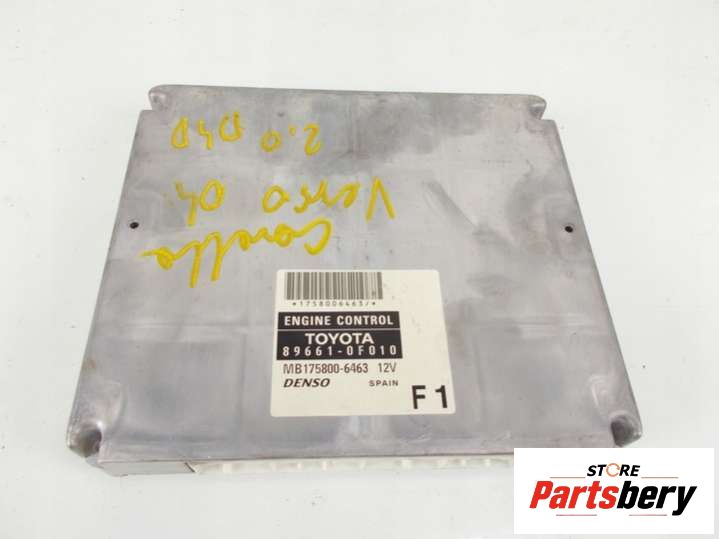 Corolla
Verso 04
2.0 D4D
*1758006463/*
ENGINE CONTROL
TOYOTA
89661-0F010
MB175800-6463 12V
DENSO SPAIN
F1
STORE
Partsbery